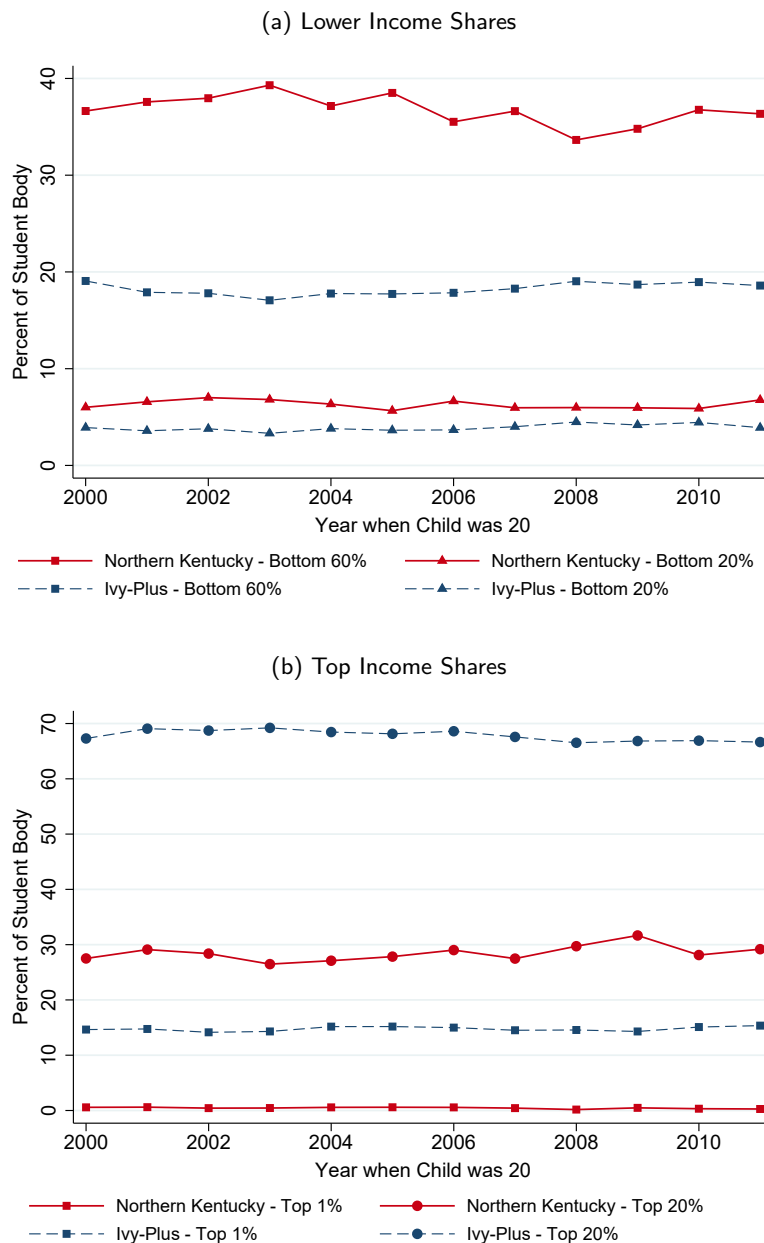 (a) Lower Income Shares
Percent of Student Body
40
30
20
10
0
2000 2002 2004 2006 2008 2010
Year when Child was 20
Northern Kentucky - Bottom 60% Northern Kentucky - Bottom 20%
Ivy-Plus - Bottom 60% Ivy-Plus - Bottom 20%
(b) Top Income Shares
Percent of Student Body
70
60
50
40
30
20
10
0
2000 2002 2004 2006 2008 2010
Year when Child was 20
Northern Kentucky - Top 1% Northern Kentucky - Top 20%
Ivy-Plus - Top 1% Ivy-Plus - Top 20%